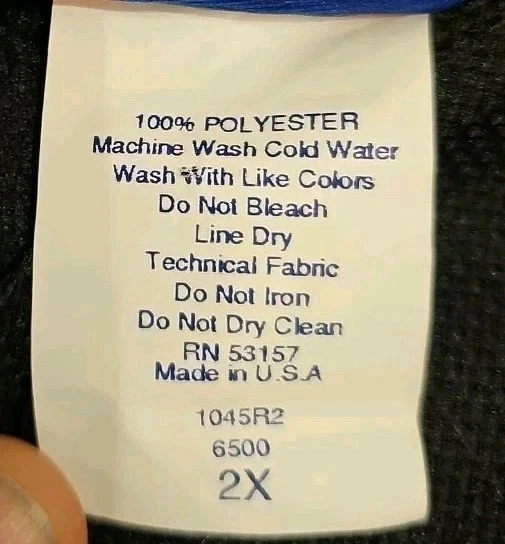 100% POLYESTER
Machine Wash Cold Water
Wash With Like Colors
Do Not Bleach
Line Dry
Technical Fabric
Do Not Iron
Do Not Dry Clean
RN 53157
Made in U.S.A
1045R2
6500
2X